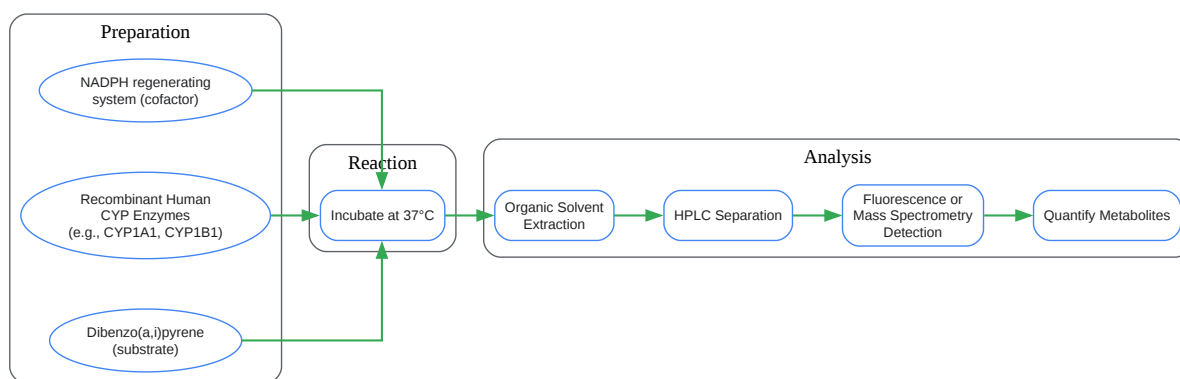 Preparation
NADPH regenerating
system (cofactor)
Recombinant Human
CYP Enzymes
(e.g., CYP1A1, CYP1B1)
Dibenzo(a,i)pyrene
(substrate)
Reaction
Incubate at 37°C
Analysis
Organic Solvent
Extraction
HPLC Separation
Fluorescence or
Mass Spectrometry
Detection
Quantify Metabolites